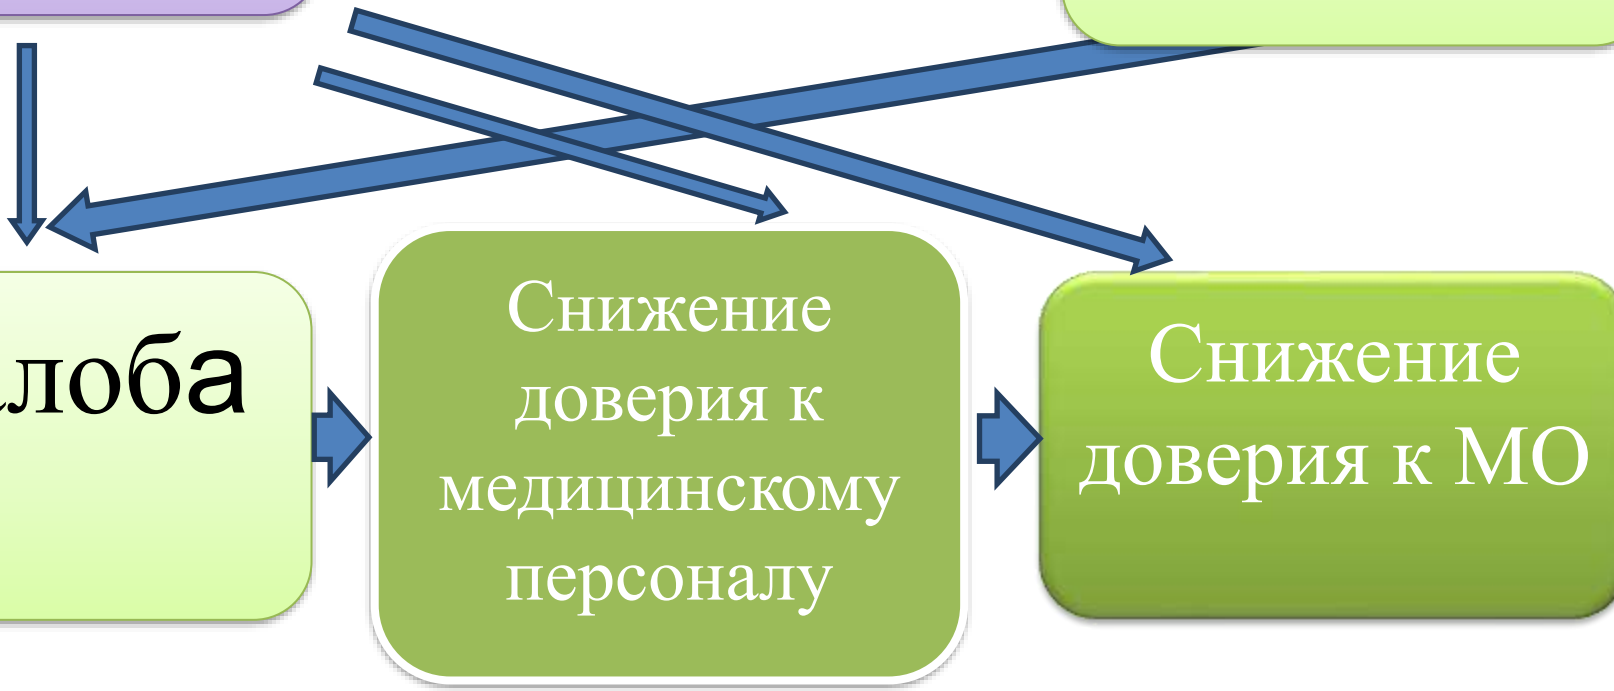 лоба
Снижение
доверия к
медицинскому
персоналу
Снижение
доверия к МО